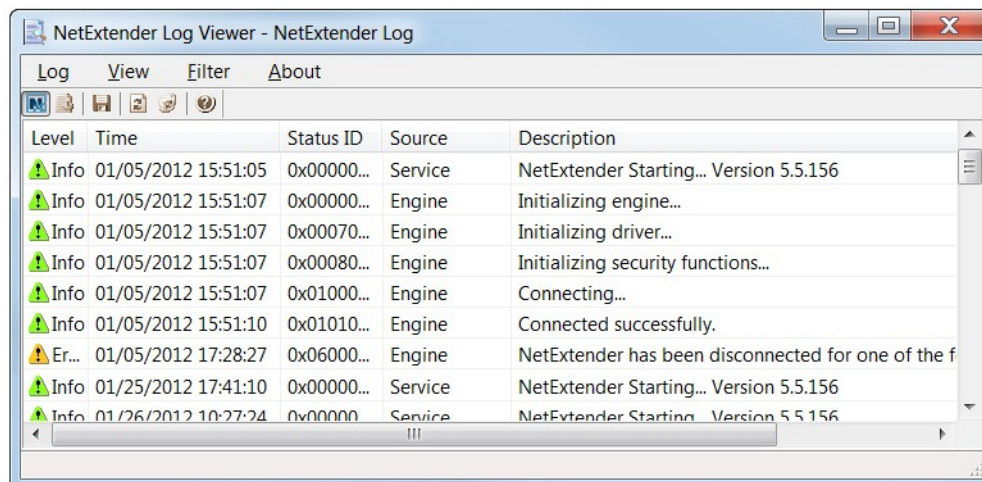 NetExtender Log Viewer - NetExtender Log
Log View Filter About
Level Time Status ID Source Description
Info 01/05/2012 15:51:05 0x00000... Service NetExtender Starting... Version 5.5.156
Info 01/05/2012 15:51:07 0x00000... Engine Initializing engine...
Info 01/05/2012 15:51:07 0x00070... Engine Initializing driver...
Info 01/05/2012 15:51:07 0x00080... Engine Initializing security functions...
Info 01/05/2012 15:51:07 0x01000... Engine Connecting...
Info 01/05/2012 15:51:10 0x01010... Engine Connected successfully.
Er... 01/05/2012 17:28:27 0x06000... Engine NetExtender has been disconnected for one of the f
Info 01/25/2012 17:41:10 0x00000... Service NetExtender Starting... Version 5.5.156
Info 01/26/2012 10:27:24 0x00000... Service NetExtender Starting... Version 5.5.156